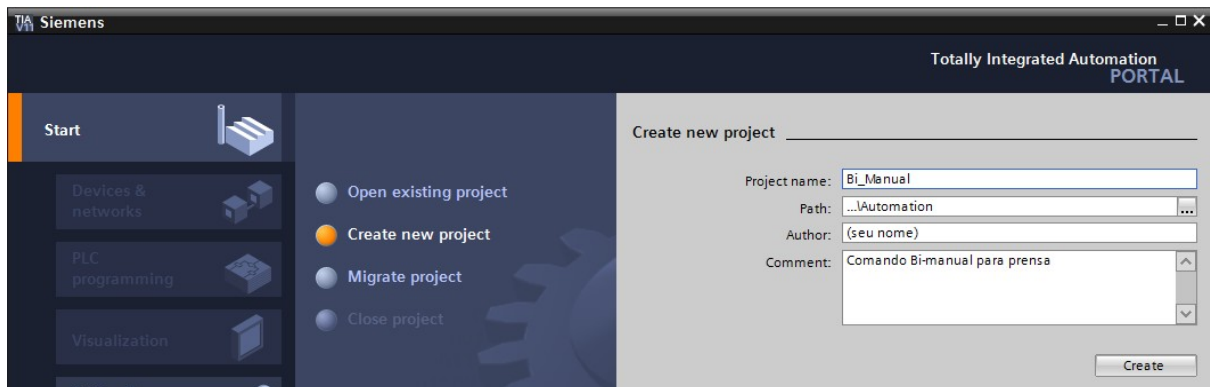 TIA V11 Siemens
Totally Integrated Automation
PORTAL
Start
Devices &
networks
PLC
programming
Visualization
Open existing project
Create new project
Migrate project
Close project
Create new project
Project name: Bi_Manual
Path: ...\Automation ...
Author: (seu nome)
Comment: Comando Bi-manual para prensa
Create